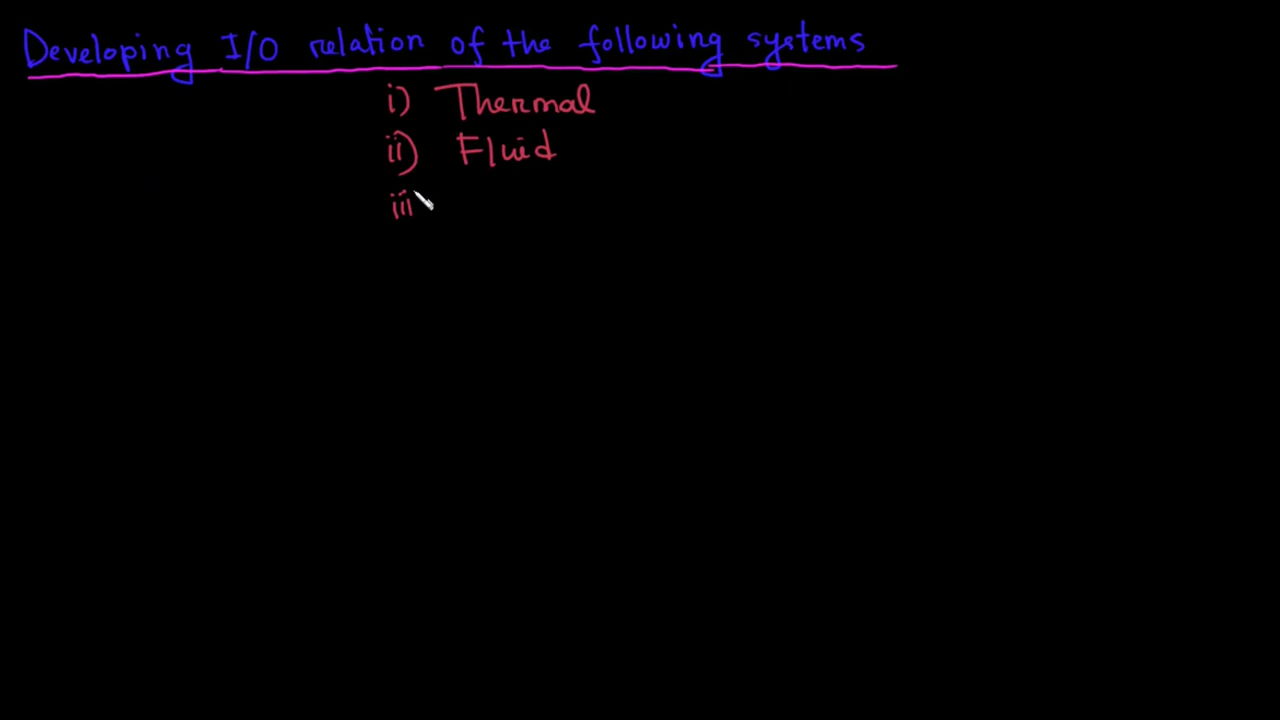 Developing I/O relation of the following systems
i) Thermal
ii) Fluid
iii